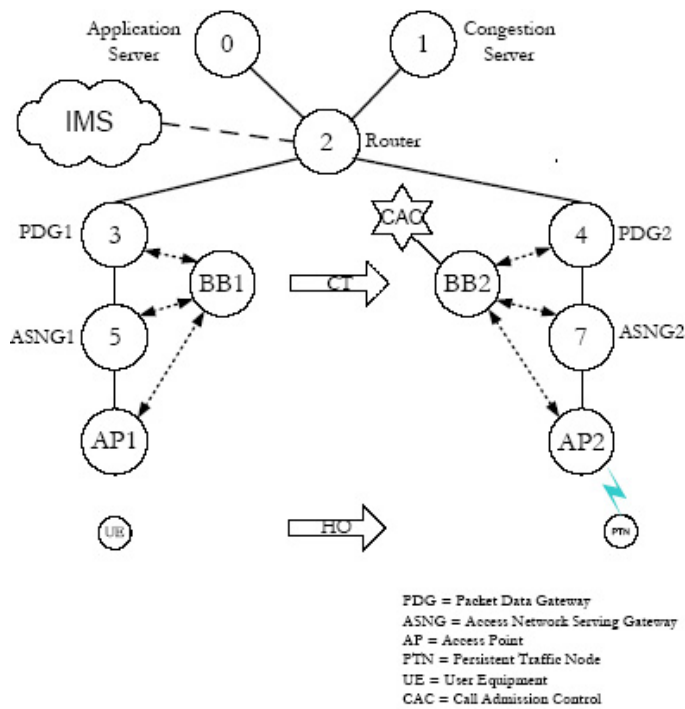 Application
Server
0
1
Congestion
Server
IMS
2
Router
PDG1
3
CAC
4
PDG2
BB1
CT
BB2
ASNG1
5
7
ASNG2
AP1
AP2
UE
HO
PTN
PDG = Packet Data Gateway
ASNG = Access Network Serving Gateway
AP = Access Point
PTN = Persistent Traffic Node
UE = User Equipment
CAC = Call Admission Control